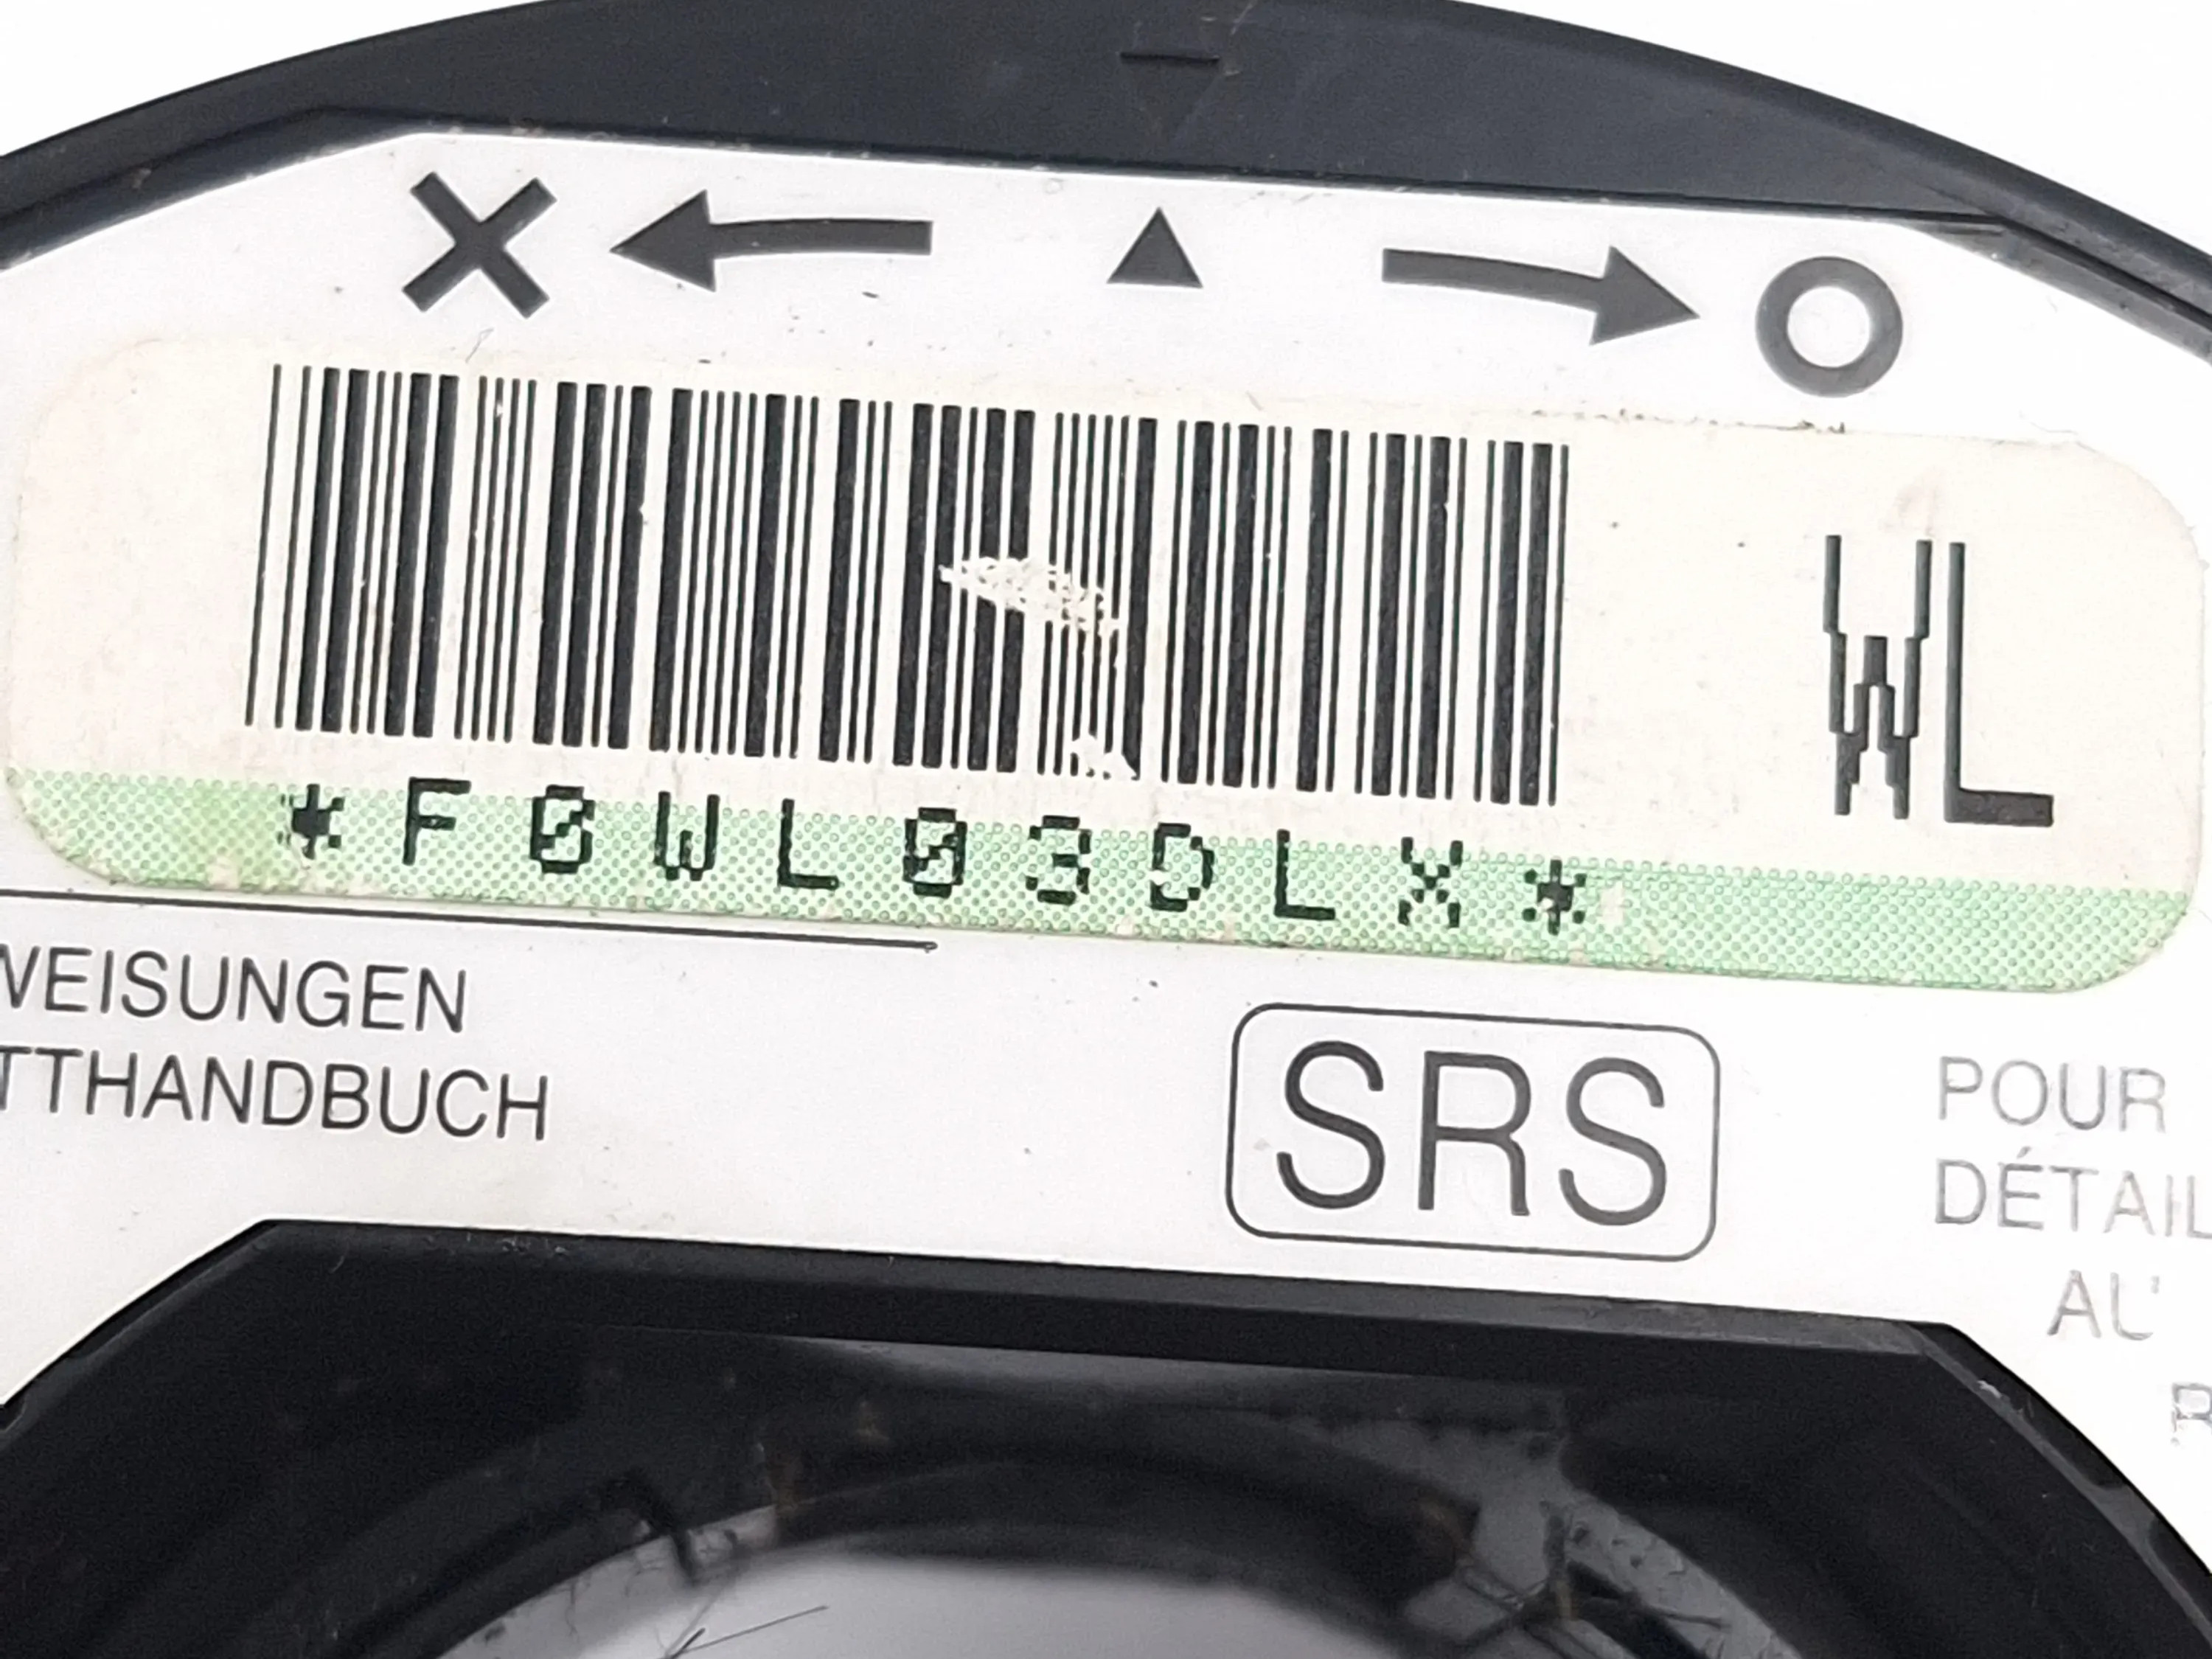 WL
*F0WL03DLX*
WEISUNGEN
TTHANDBUCH
SRS
POUR
DÉTAIL
AU'
R